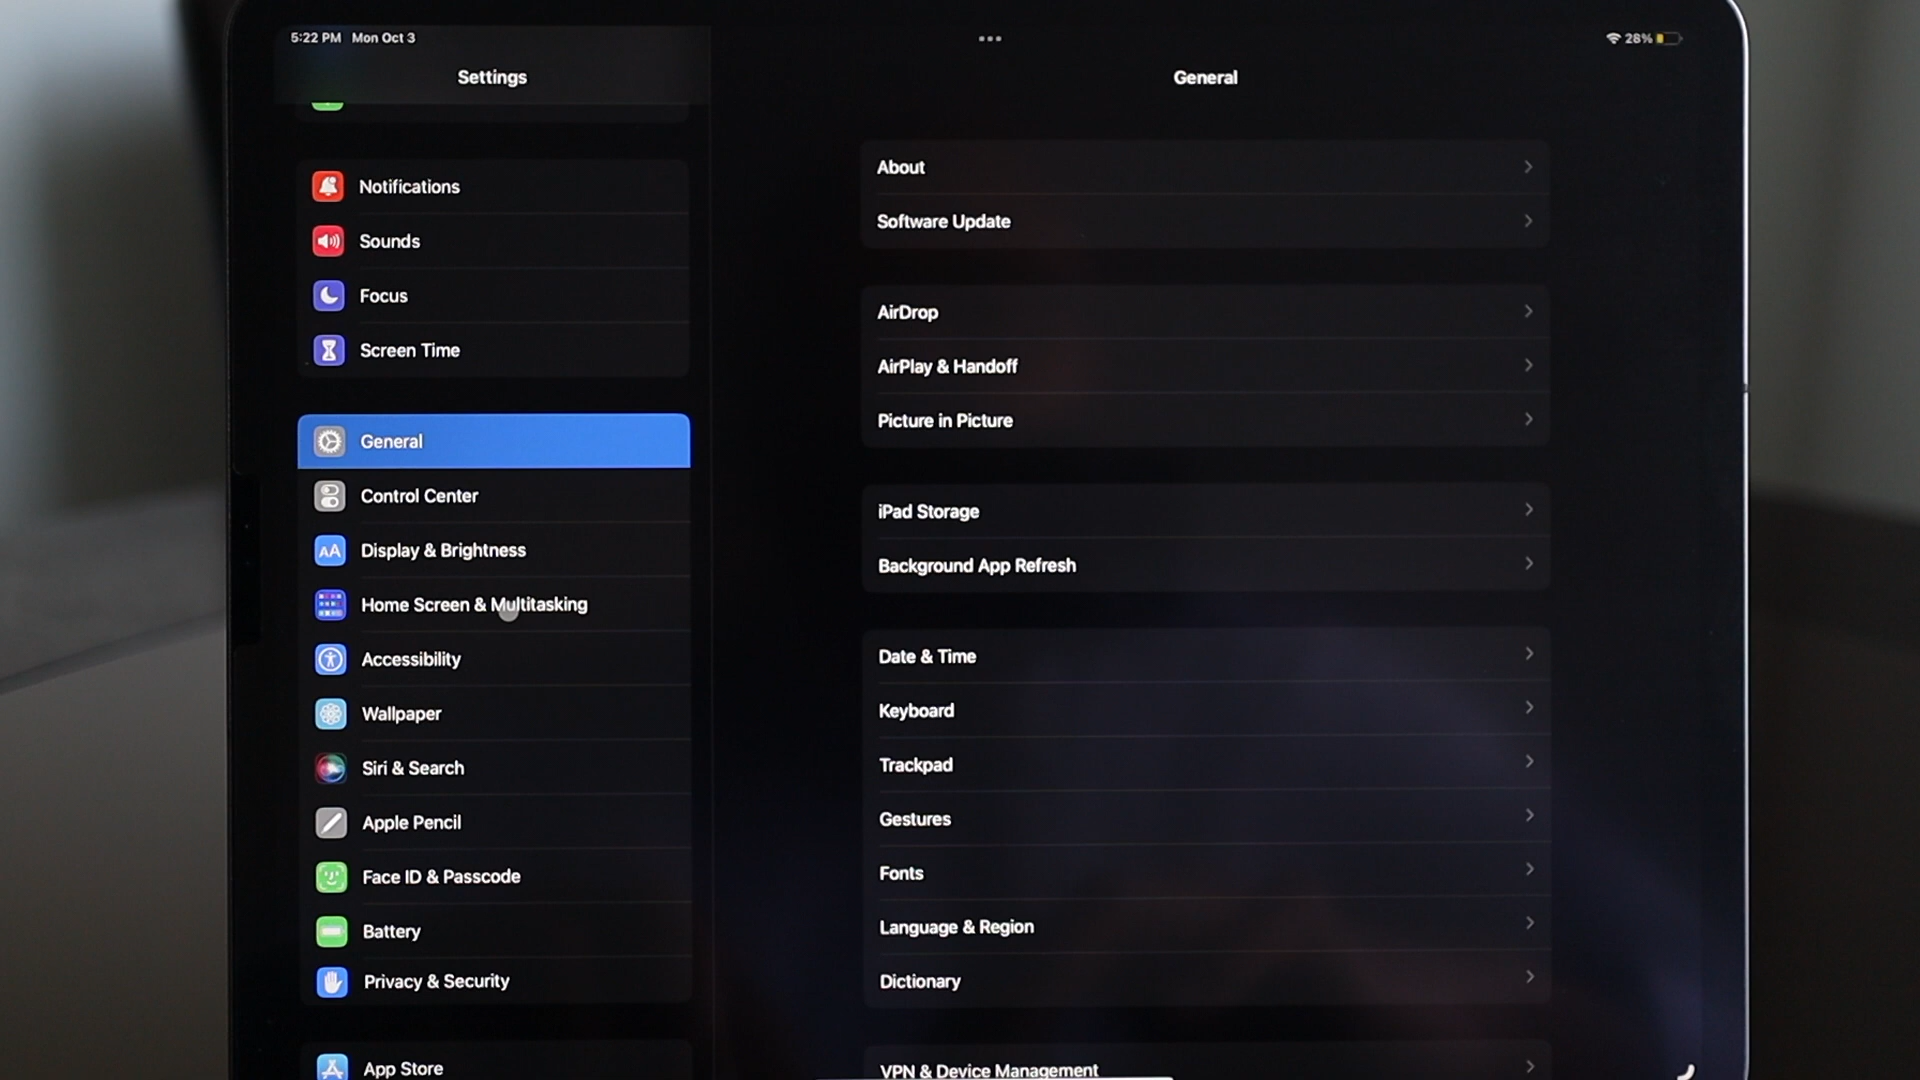 5:22 PM Mon Oct 3
28%
Settings
Notifications
Sounds
Focus
Screen Time
General
Control Center
AA Display & Brightness
Home Screen & Multitasking
Accessibility
Wallpaper
Siri & Search
Apple Pencil
Face ID & Passcode
Battery
Privacy & Security
App Store
General
About
Software Update
AirDrop
AirPlay & Handoff
Picture in Picture
iPad Storage
Background App Refresh
Date & Time
Keyboard
Trackpad
Gestures
Fonts
Language & Region
Dictionary
VPN & Device Management